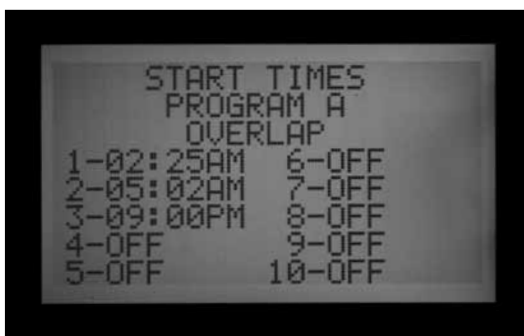 START TIMES
PROGRAM A
OVERLAP
1-02:25AM 6-OFF
2-05:02AM 7-OFF
3-09:00PM 8-OFF
4-OFF 9-OFF
5-OFF 10-OFF